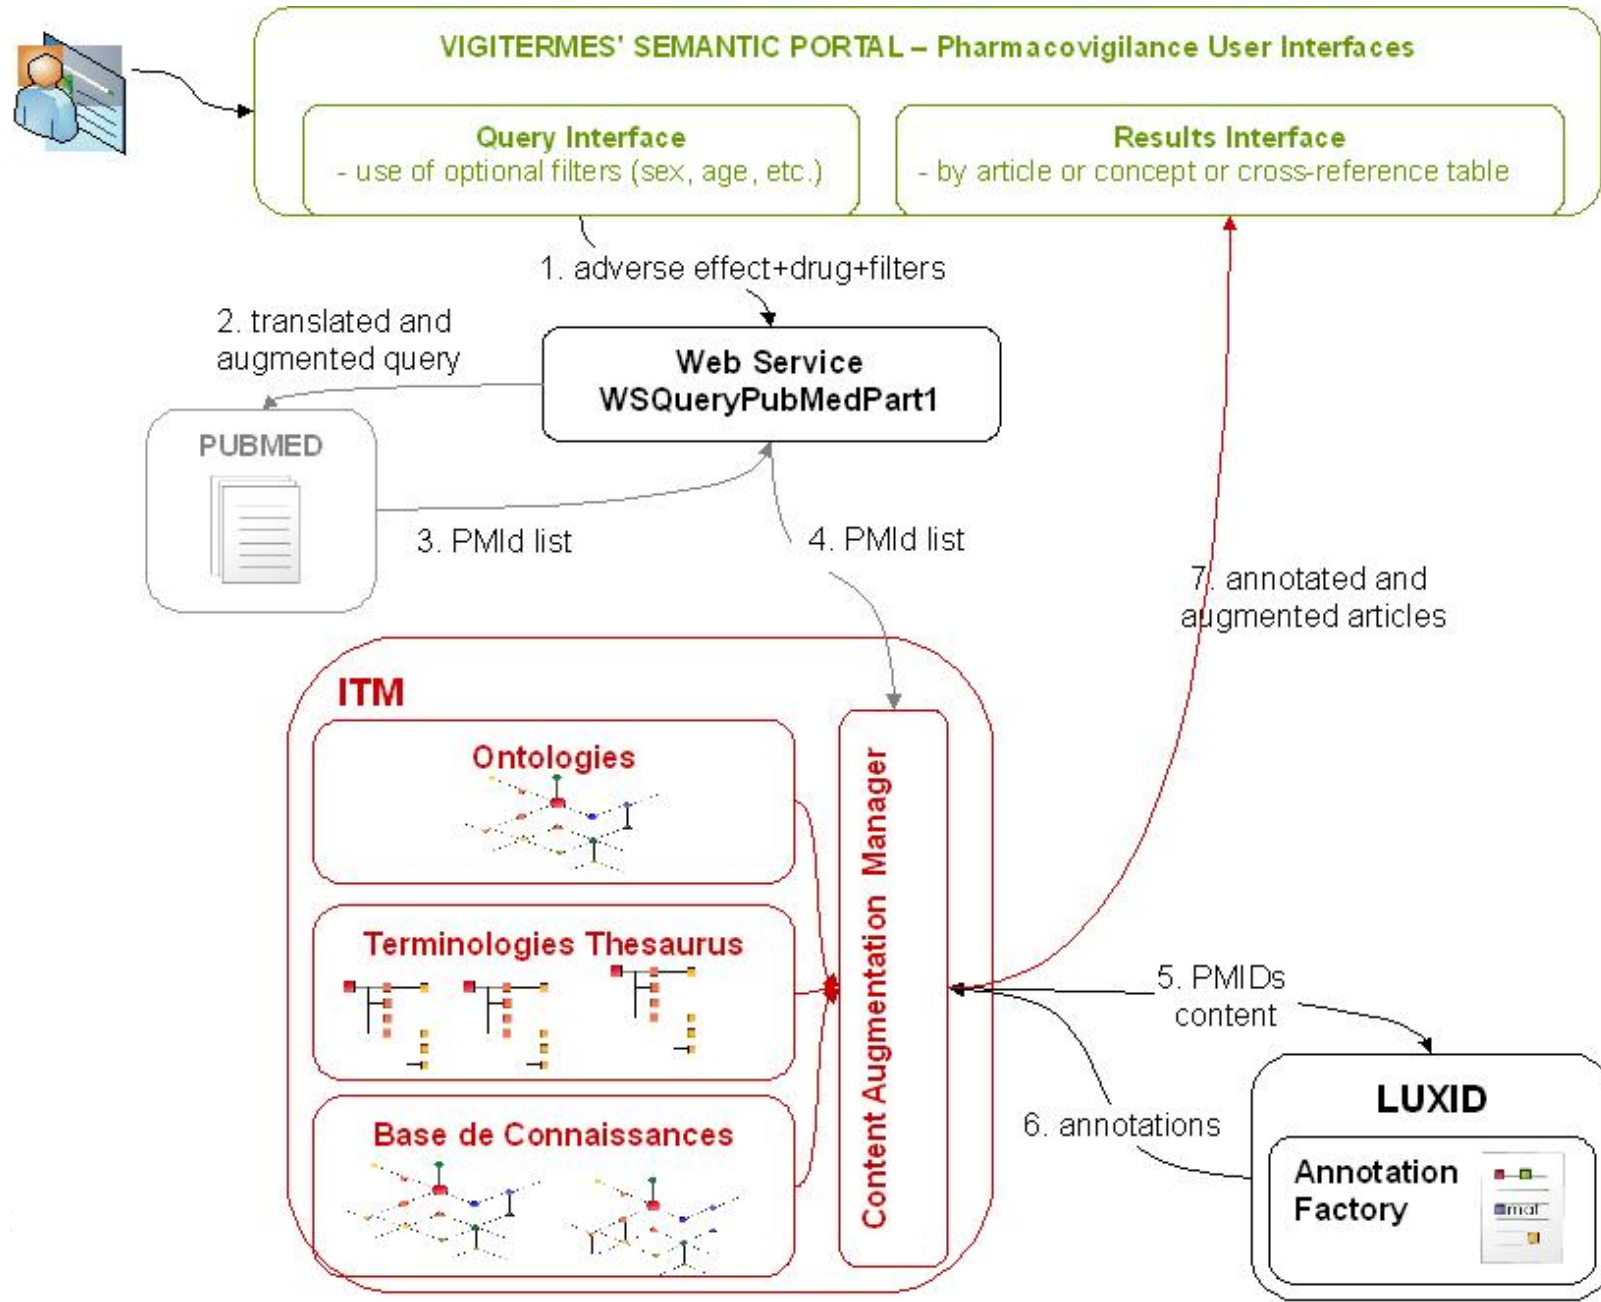 VIGITERMES' SEMANTIC PORTAL – Pharmacovigilance User Interfaces
Query Interface
- use of optional filters (sex, age, etc.)
Results Interface
- by article or concept or cross-reference table
1. adverse effect+drug+filters
2. translated and
augmented query
Web Service
WSQueryPubMedPart1
PUBMED
3. PMId list
4. PMId list
7. annotated and
augmented articles
ITM
Ontologies
Terminologies Thesaurus
Base de Connaissances
Content Augmentation Manager
5. PMIDs
content
6. annotations
LUXID
Annotation
Factory
mat